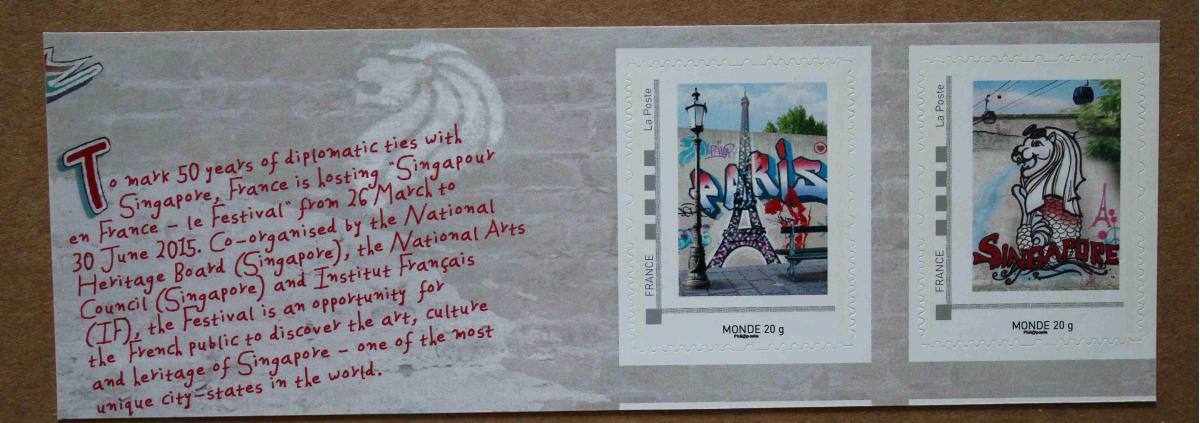 To mark 50 years of diplomatic ties with
Singapore, France is hosting "Singapour
en France – le Festival" from 26 March to
30 June 2015. Co-organised by the National
Heritage Board (Singapore), the National Arts
Council (Singapore) and Institut Français
(IF), the Festival is an opportunity for
the French public to discover the art, culture
and heritage of Singapore – one of the most
unique city-states in the world.
FRANCE La Poste
PARIS
MONDE 20 g
Phil@poste
FRANCE La Poste
SINGAPORE
MONDE 20 g
Phil@poste